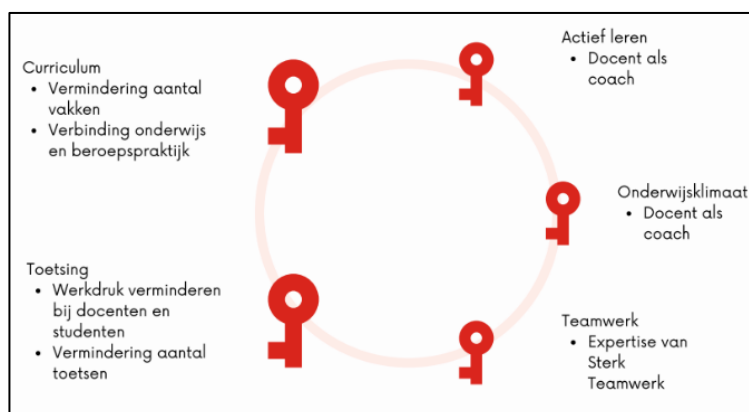 Curriculum
• Vermindering aantal
vakken
• Verbinding onderwijs
en beroepspraktijk
Actief leren
• Docent als
coach
Onderwijsklimaat
• Docent als
coach
Toetsing
• Werkdruk verminderen
bij docenten en
studenten
• Vermindering aantal
toetsen
Teamwerk
• Expertise van
Sterk
Teamwerk